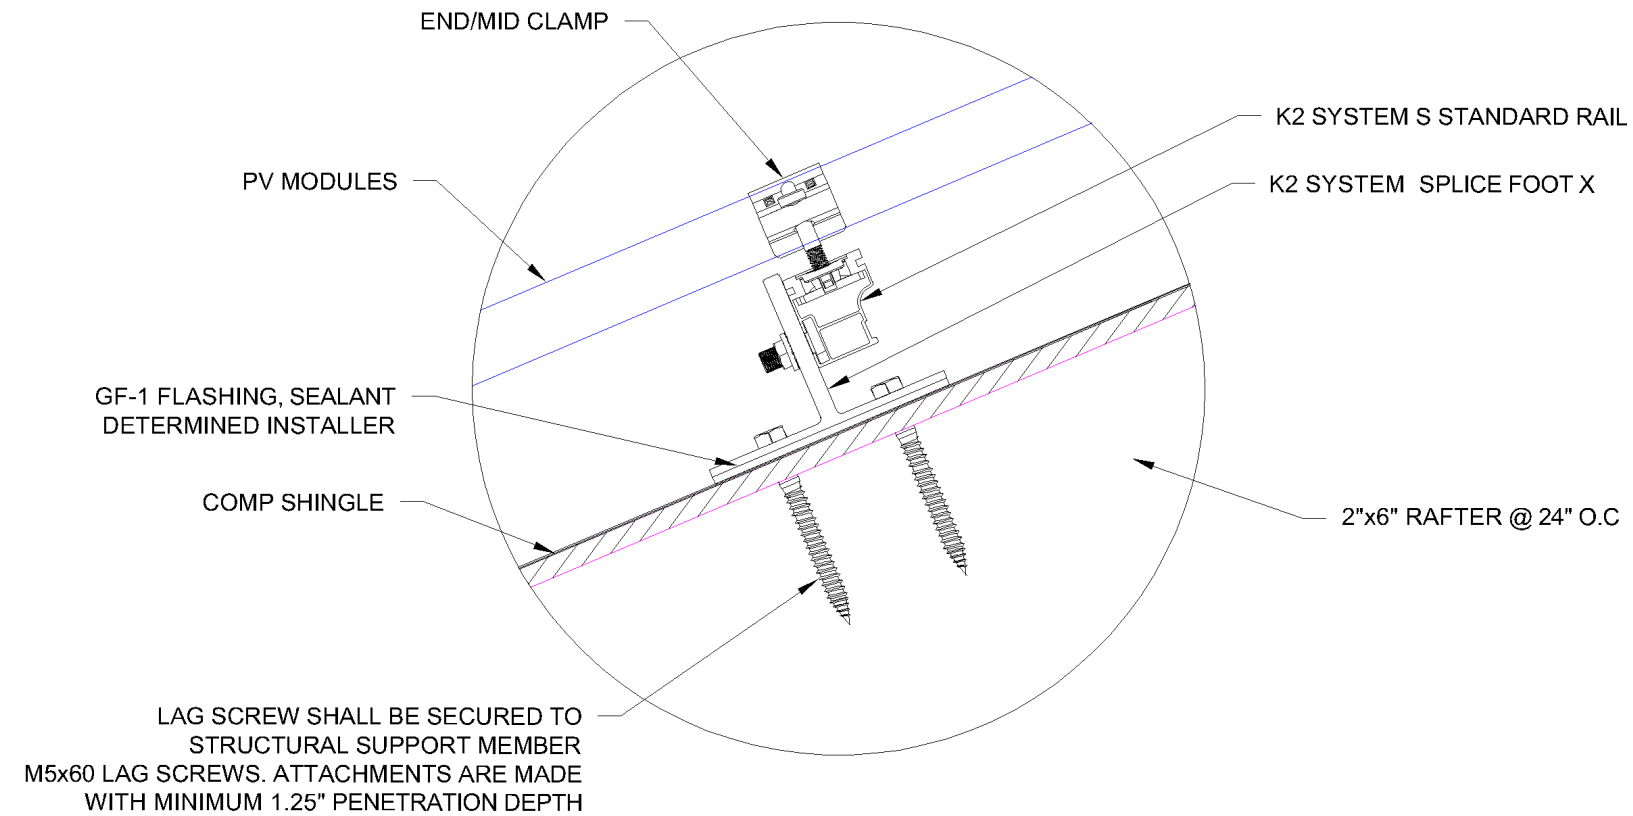 END/MID CLAMP
K2 SYSTEM S STANDARD RAIL
PV MODULES
K2 SYSTEM SPLICE FOOT X
GF-1 FLASHING, SEALANT
DETERMINED INSTALLER
COMP SHINGLE
2"x6" RAFTER @ 24" O.C
LAG SCREW SHALL BE SECURED TO
STRUCTURAL SUPPORT MEMBER
M5x60 LAG SCREWS. ATTACHMENTS ARE MADE
WITH MINIMUM 1.25" PENETRATION DEPTH